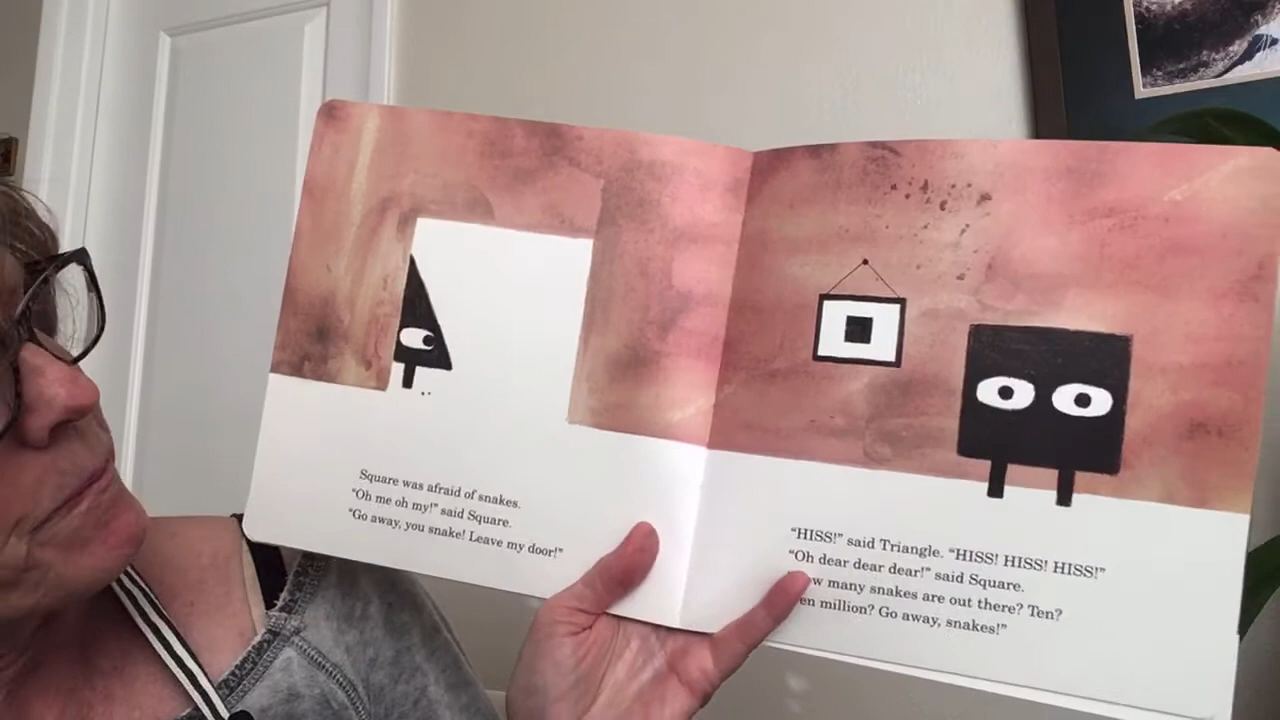 Square was afraid of snakes.
“Oh me oh my!” said Square.
“Go away, you snake! Leave my door!”
“HISS!” said Triangle. “HISS! HISS! HISS!”
“Oh dear dear dear!” said Square.
many snakes are out there? Ten?
million? Go away, snakes!”